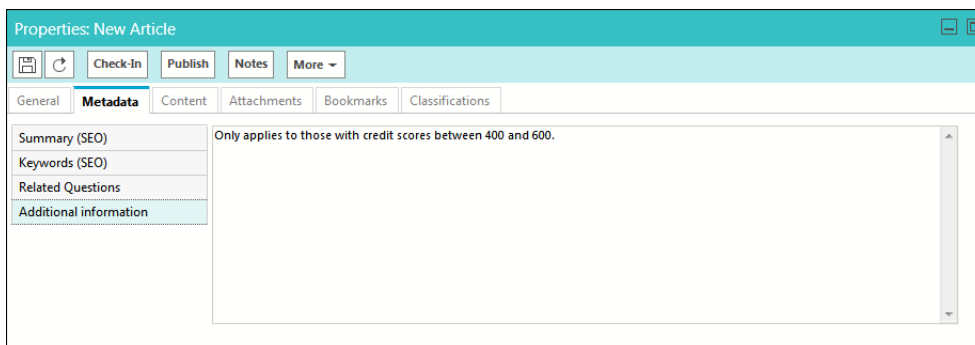 Properties: New Article
Check-In Publish Notes More
General Metadata Content Attachments Bookmarks Classifications
Summary (SEO)
Only applies to those with credit scores between 400 and 600.
Keywords (SEO)
Related Questions
Additional information